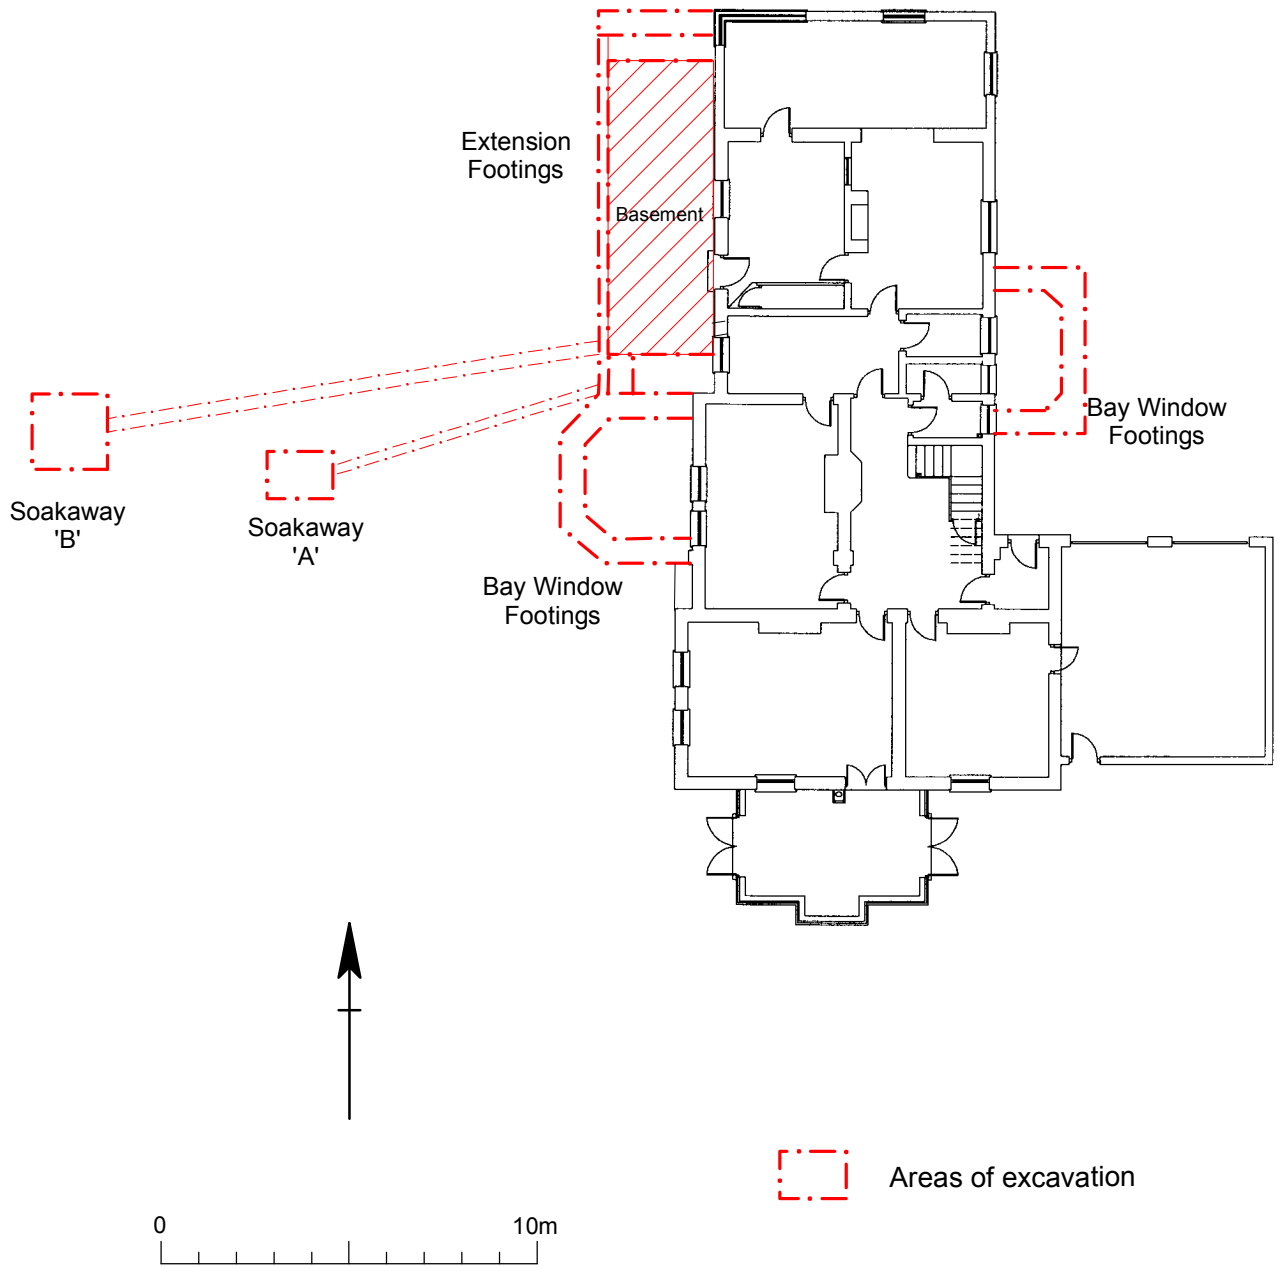 Extension
Footings
Basement
Bay Window
Footings
Soakaway
'B'
Soakaway
'A'
Bay Window
Footings
Areas of excavation
0
10m